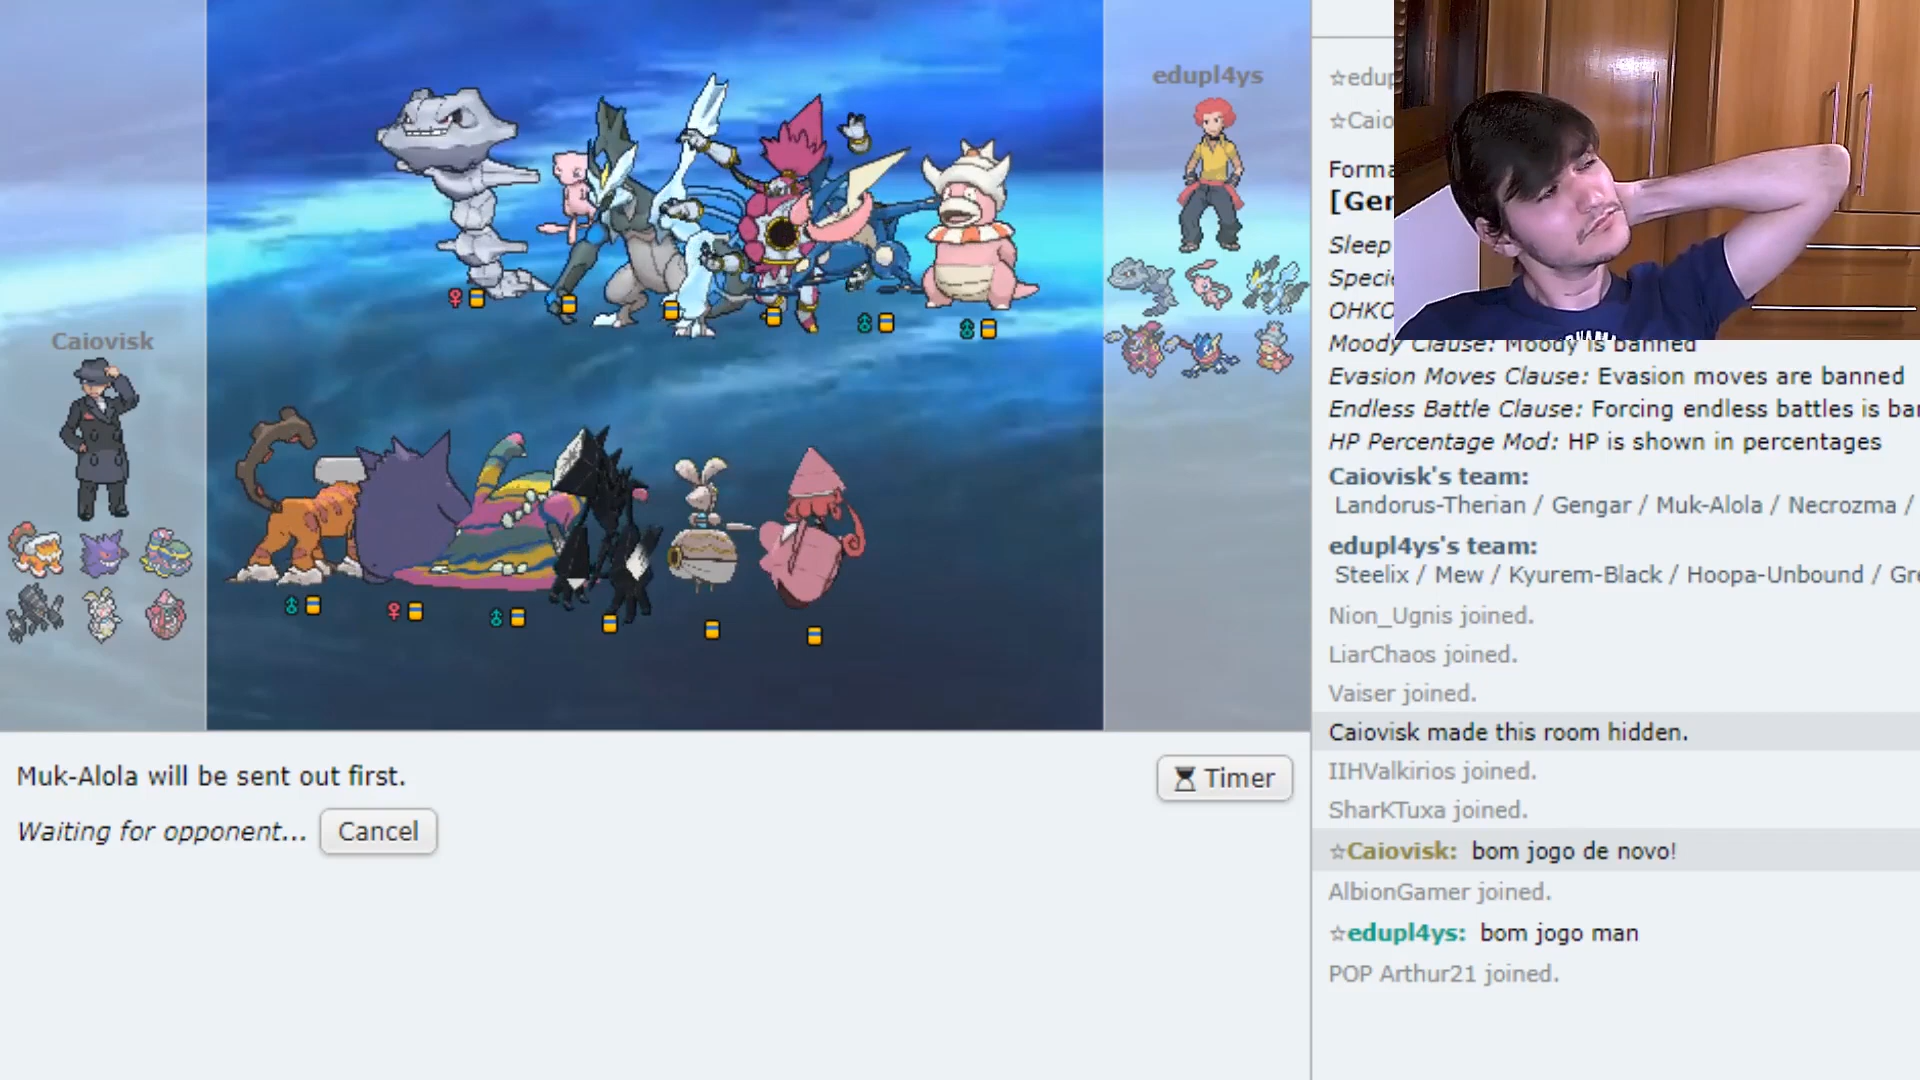 edupl4ys
Caiovisk
Muk-Alola will be sent out first.
Timer
Waiting for opponent...
Cancel
☆edup
☆Caio
Forma
[Gen
Sleep
Specie
OHKO
Moody Clause: Moody is banned
Evasion Moves Clause: Evasion moves are banned
Endless Battle Clause: Forcing endless battles is ban
HP Percentage Mod: HP is shown in percentages
Caiovisk's team:
Landorus-Therian / Gengar / Muk-Alola / Necrozma /
edupl4ys's team:
Steelix / Mew / Kyurem-Black / Hoopa-Unbound / Gre
Nion_Ugnis joined.
LiarChaos joined.
Vaiser joined.
Caiovisk made this room hidden.
IIHValkirios joined.
SharKTuxa joined.
☆Caiovisk: bom jogo de novo!
AlbionGamer joined.
☆edupl4ys: bom jogo man
POP Arthur21 joined.